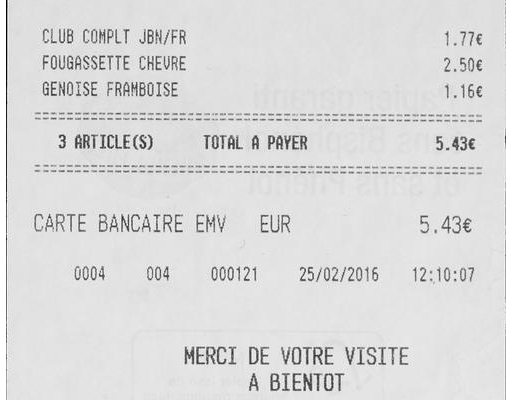 CLUB COMPLT JBN/FR 1.77€
FOUGASSETTE CHEVRE 2.50€
GENOISE FRAMBOISE 1.16€
================================================
3 ARTICLE(S) TOTAL A PAYER 5.43€
================================================
CARTE BANCAIRE EMV EUR 5.43€
0004 004 000121 25/02/2016 12:10:07
MERCI DE VOTRE VISITE
A BIENTOT